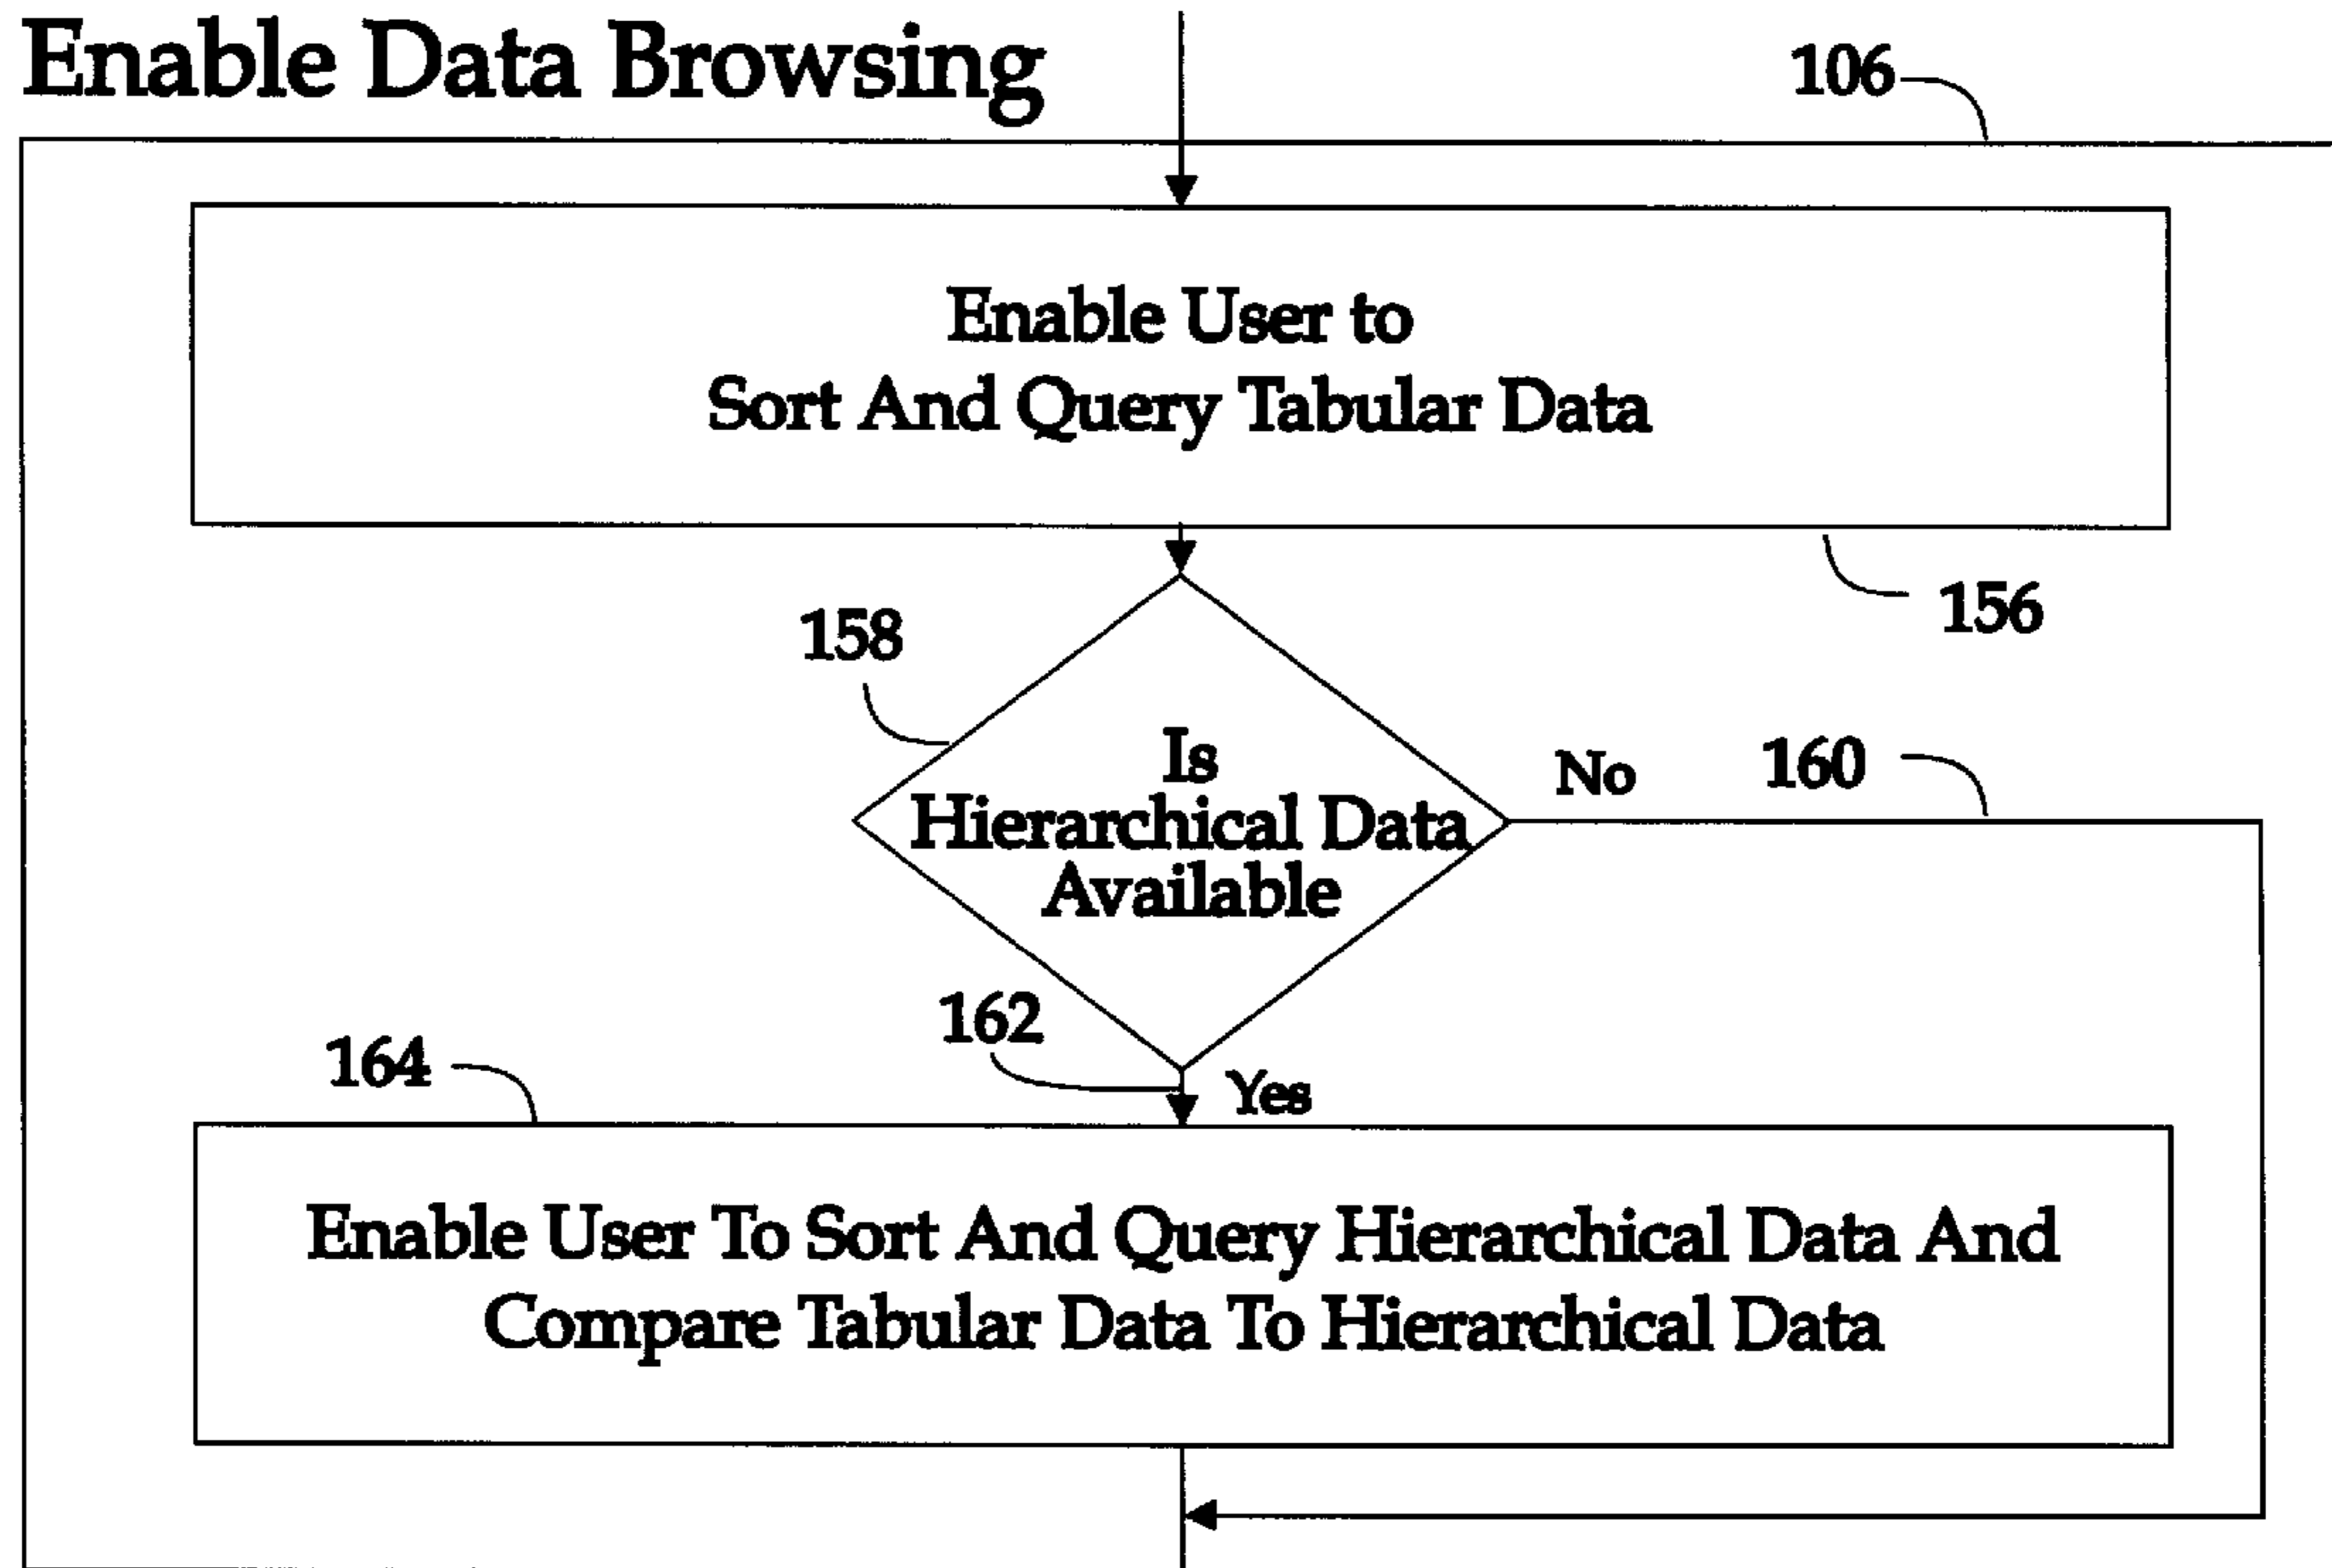 Enable Data Browsing
106
Enable User to
Sort And Query Tabular Data
156
158
Is
Hierarchical Data
Available
No
160
162
Yes
164
Enable User To Sort And Query Hierarchical Data And
Compare Tabular Data To Hierarchical Data